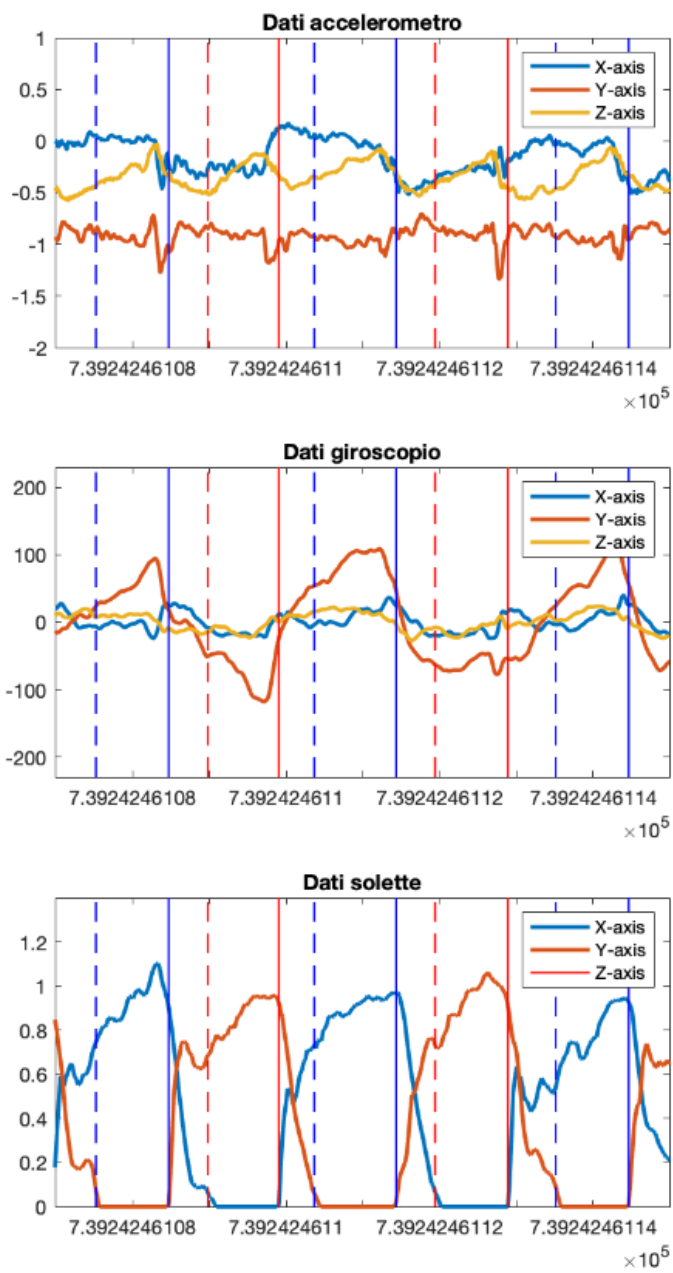 Dati accelerometro
1
0.5
0
-0.5
-1
-1.5
-2
X-axis
Y-axis
Z-axis
7.3924246108 7.392424611 7.3924246112 7.3924246114
×10^5
Dati giroscopio
200
100
0
-100
-200
X-axis
Y-axis
Z-axis
7.3924246108 7.392424611 7.3924246112 7.3924246114
×10^5
Dati solette
1.2
1
0.8
0.6
0.4
0.2
0
X-axis
Y-axis
Z-axis
7.3924246108 7.392424611 7.3924246112 7.3924246114
×10^5